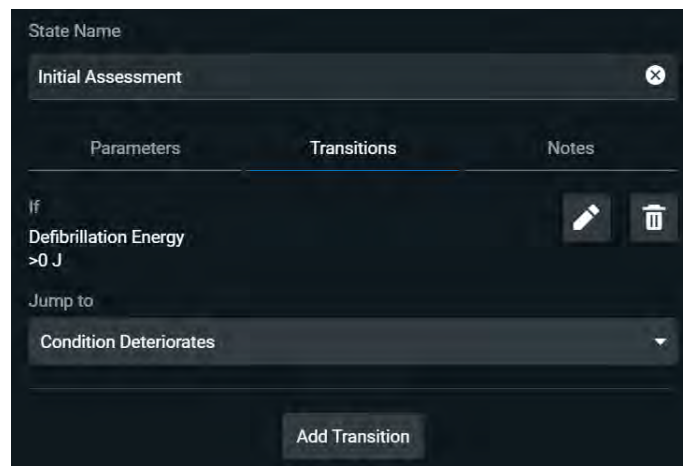 State Name
Initial Assessment
Parameters Transitions Notes
If
Defibrillation Energy
>0 J
Jump to
Condition Deteriorates
Add Transition